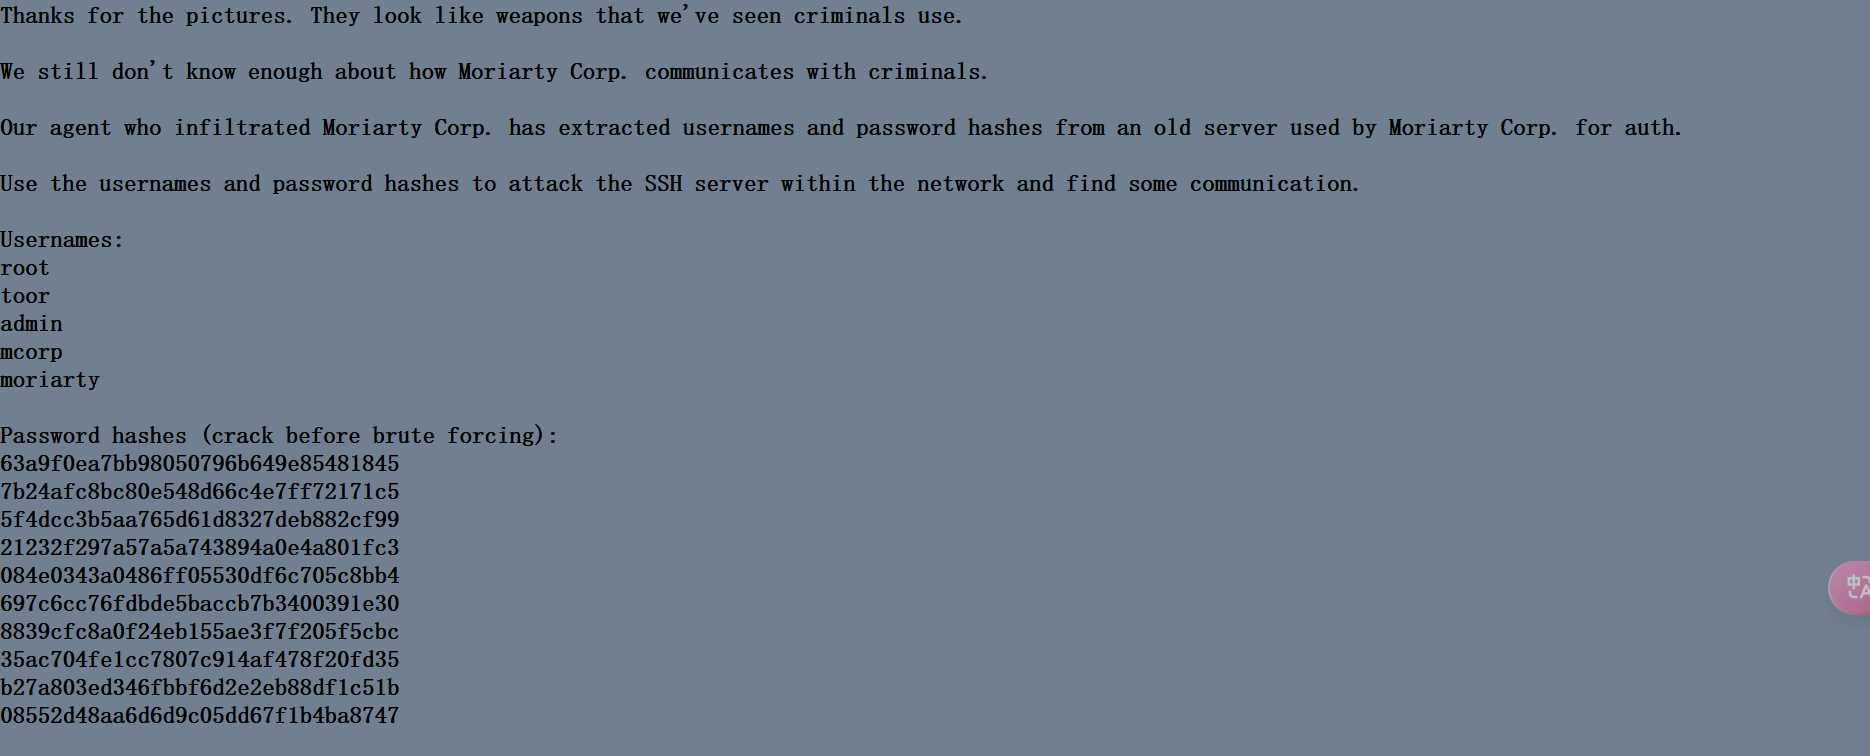 Thanks for the pictures. They look like weapons that we've seen criminals use.
We still don't know enough about how Moriarty Corp. communicates with criminals.
Our agent who infiltrated Moriarty Corp. has extracted usernames and password hashes from an old server used by Moriarty Corp. for auth.
Use the usernames and password hashes to attack the SSH server within the network and find some communication.
Usernames:
root
toor
admin
mcorp
moriarty
Password hashes (crack before brute forcing):
63a9f0ea7bb98050796b649e85481845
7b24afc8bc80e548d66c4e7ff72171c5
5f4dcc3b5aa765d61d8327deb882cf99
21232f297a57a5a743894a0e4a801fc3
084e0343a0486ff05530df6c705c8bb4
697c6cc76fdbde5baccb7b3400391e30
8839cfc8a0f24eb155ae3f7f205f5cbc
35ac704fe1cc7807c914af478f20fd35
b27a803ed346fbbf6d2e2eb88df1c51b
08552d48aa6d6d9c05dd67f1b4ba8747
中A